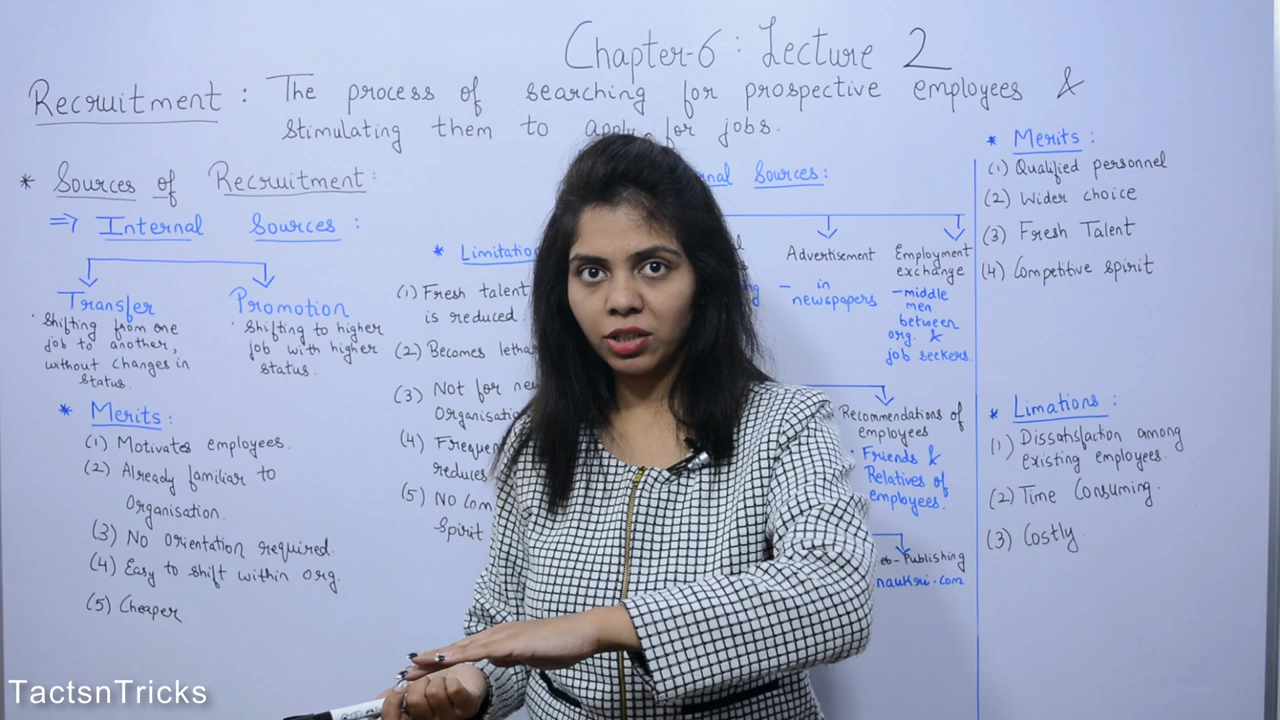 Chapter-6 : Lecture 2
Recruitment : The process of searching for prospective employees &
stimulating them to apply for jobs.
* Sources of Recruitment :
⇒ Internal Sources :
Transfer
· Shifting from one
job to another,
without changes in
status.
Promotion
· Shifting to higher
job with higher
status.
* Merits :
(1) Motivates employees.
(2) Already familiar to
Organisation.
(3) No orientation required.
(4) Easy to shift within org.
(5) Cheaper
*
(1) Fresh talent
is reduced.
(2) Becomes
(3) Not for
(4)
reduces
(5) NO
Spirit
Sources :
Advertisement
- in
newspapers
Employment
exchange
- middle
men
between
org. &
job seekers.
Recommendations of
employees
· Friends &
Relatives of
employees.
Publishing
naukri.com
* Merits :
(1) Qualified personnel
(2) Wider choice
(3) Fresh Talent
(4) Competitive spirit
* Limations :
(1) Dissatisfaction among
existing employees.
(2) Time Consuming.
(3) Costly
TactsnTricks